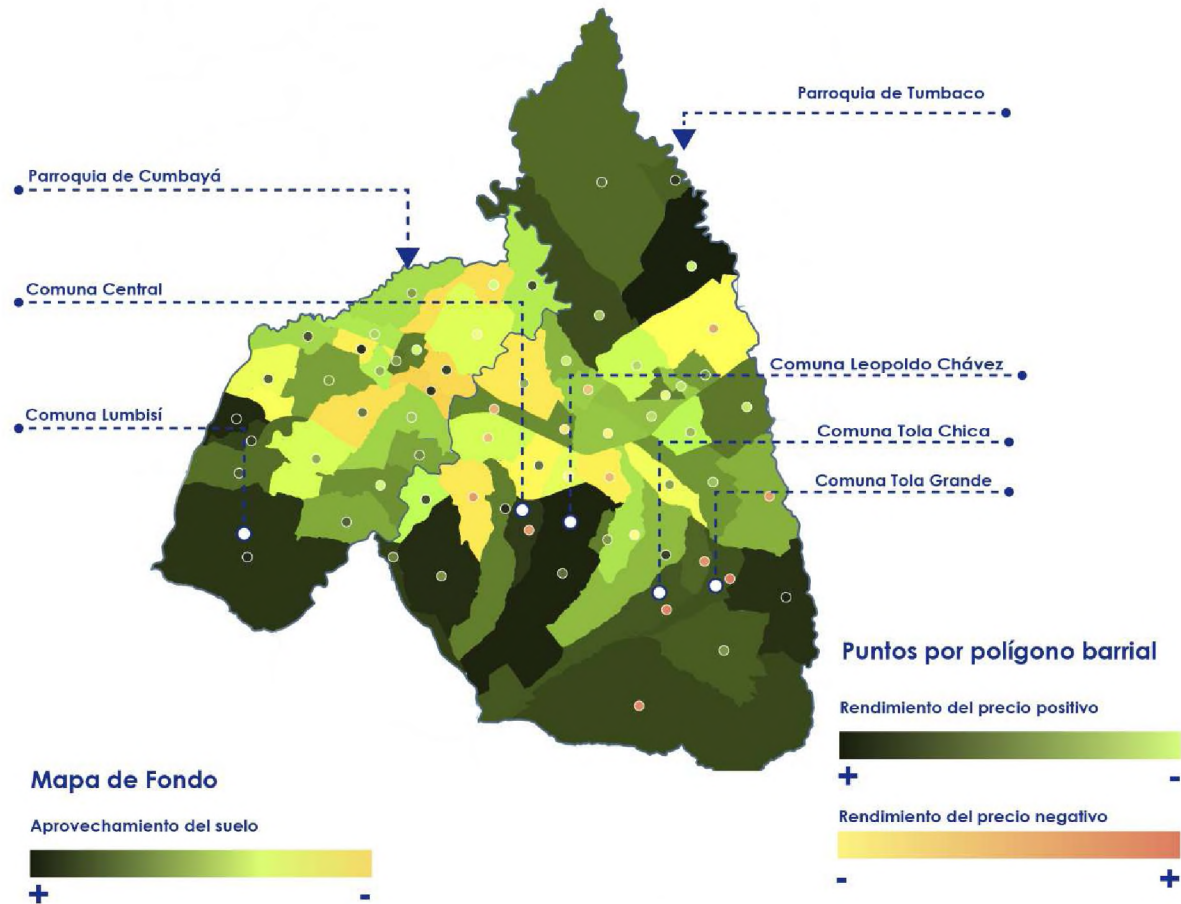 Parroquia de Tumbaco
Parroquia de Cumbayá
Comuna Central
Comuna Leopoldo Chávez
Comuna Lumbisí
Comuna Tola Chica
Comuna Tola Grande
Puntos por polígono barrial
Rendimiento del precio positivo
+ -
Mapa de Fondo
Aprovechamiento del suelo
+ -
Rendimiento del precio negativo
- +